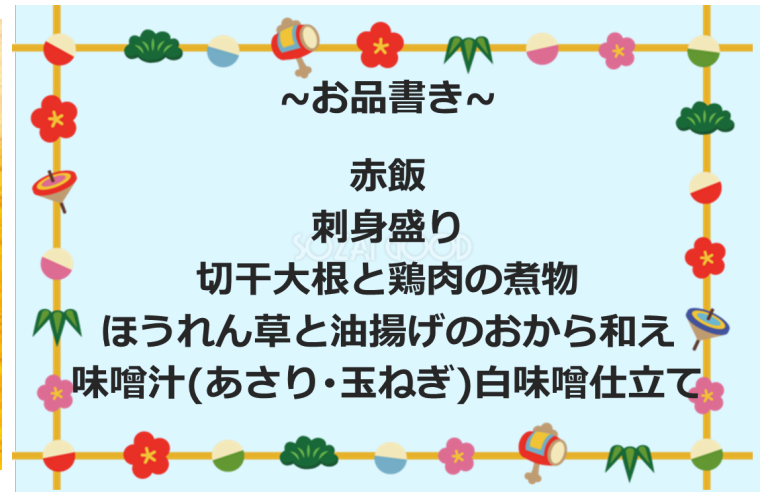 ~お品書き~
赤飯
刺身盛り
SOZAI GOOD
切干大根と鶏肉の煮物
ほうれん草と油揚げのおから和え
味噌汁(あさり・玉ねぎ)白味噌仕立て